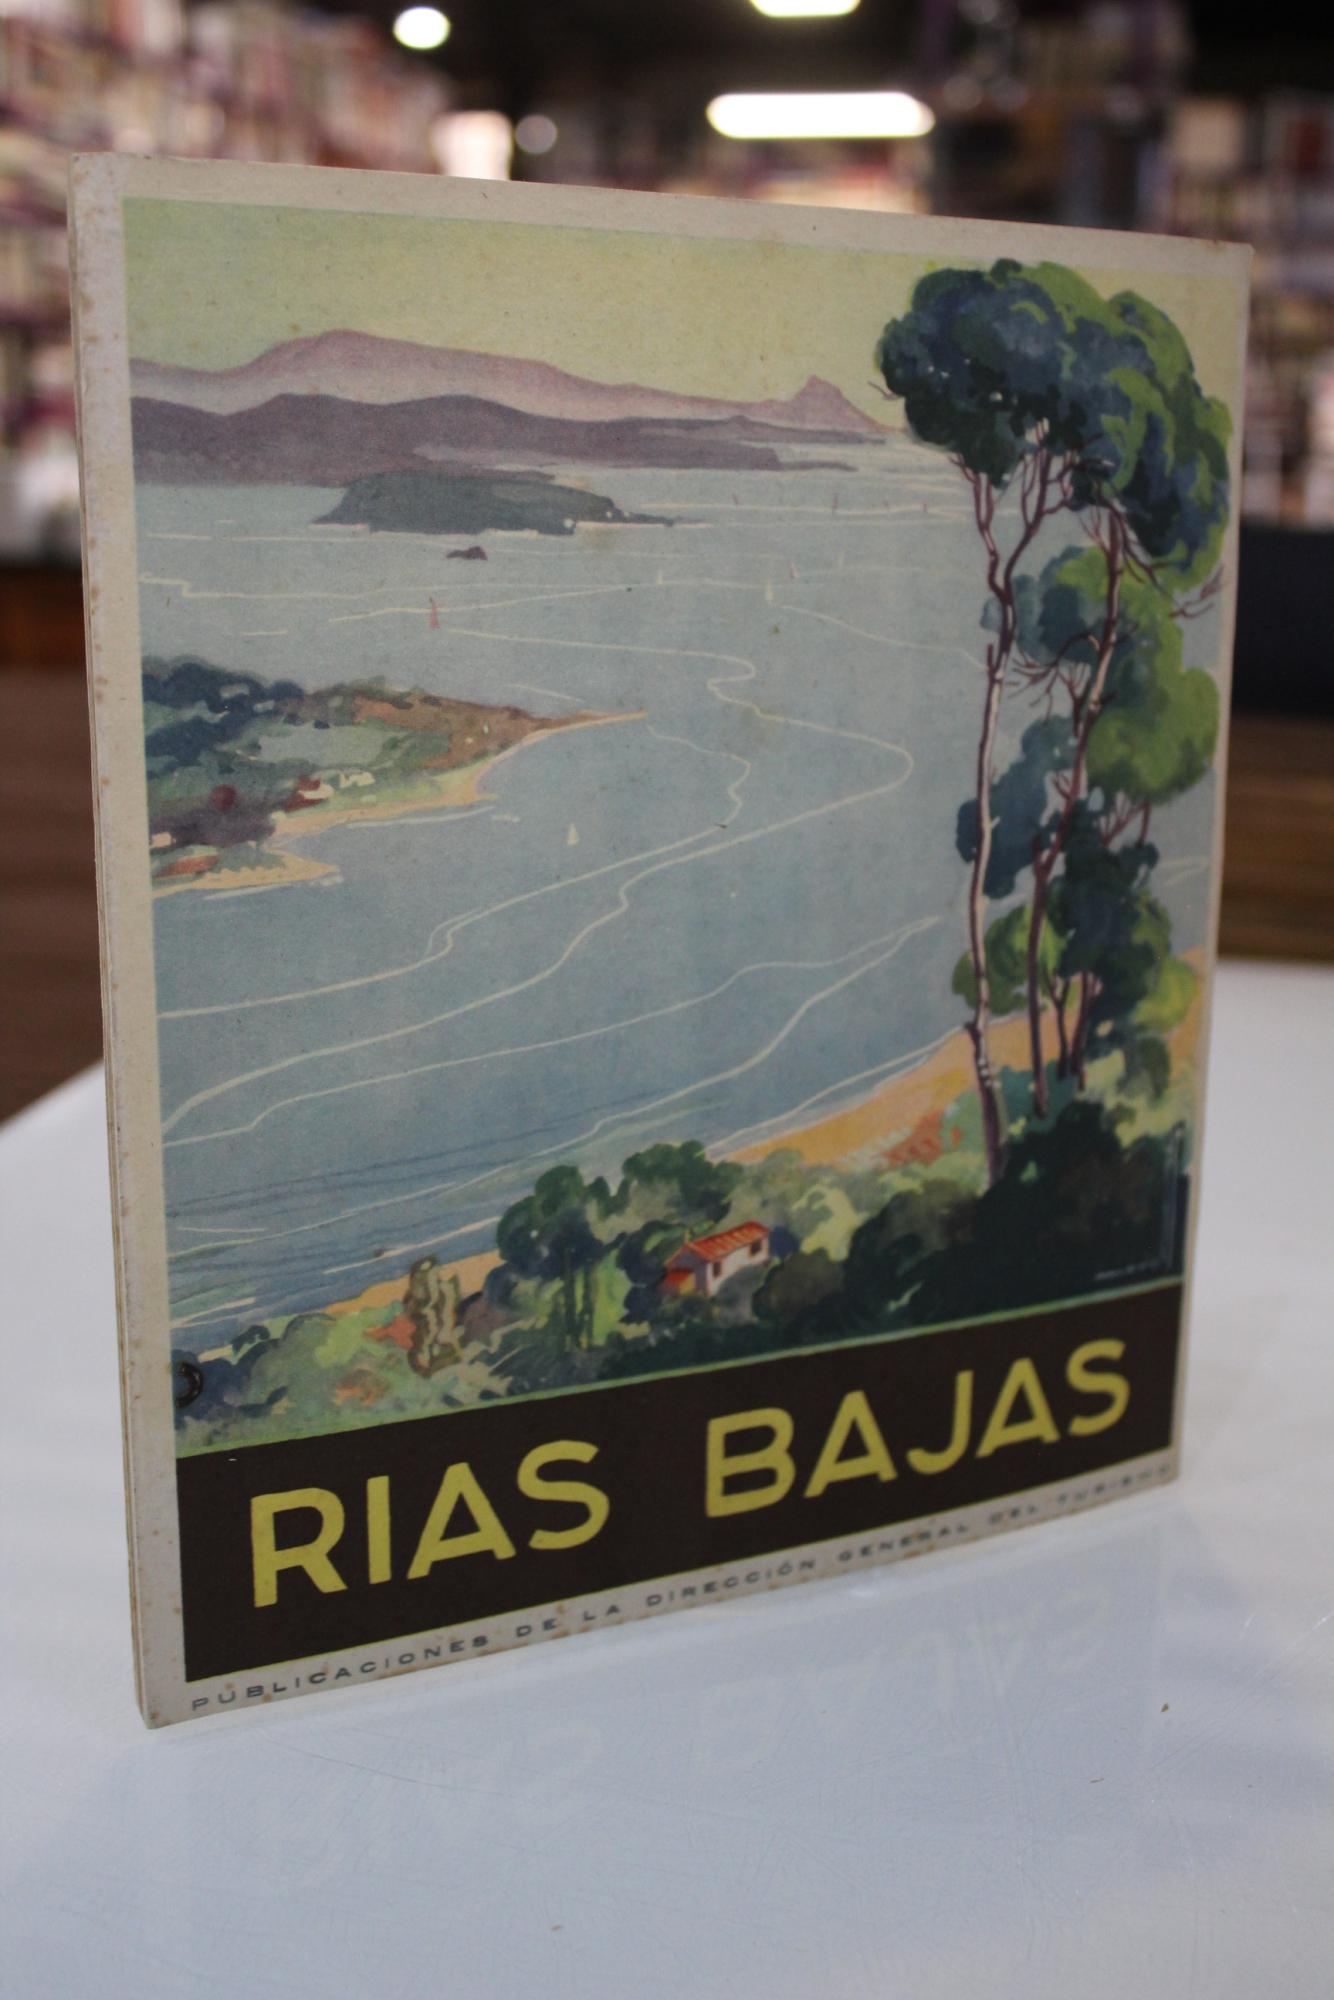 RIAS BAJAS
PUBLICACIONES DE LA DIRECCIÓN GENERAL DEL TURISMO